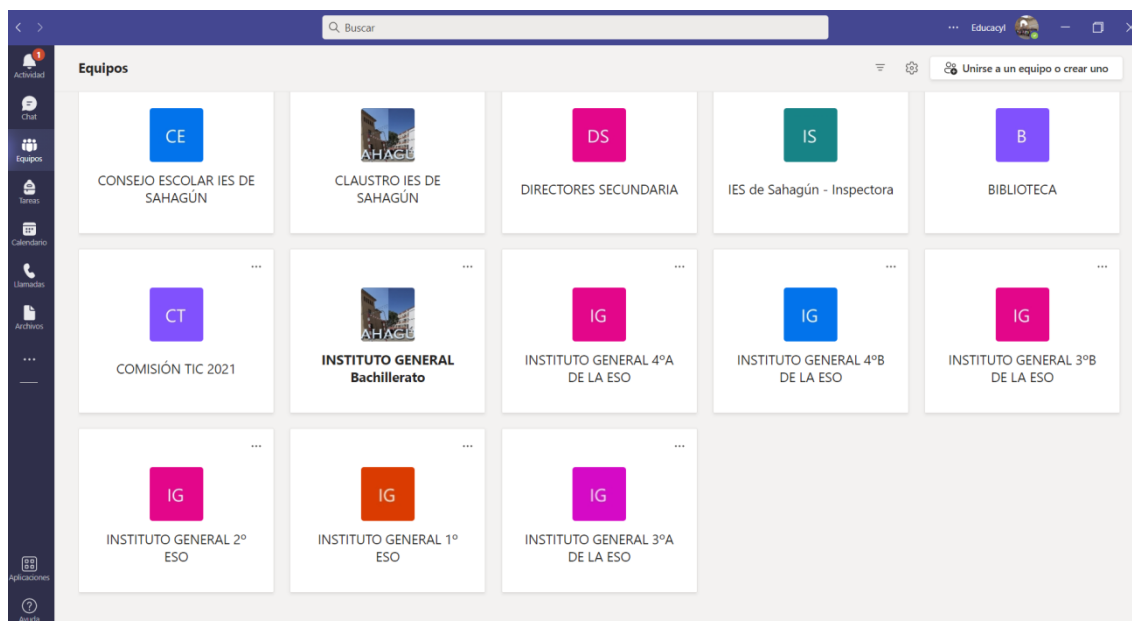 Buscar
Educacyl
1
Actividad
Chat
Equipos
Tareas
Calendario
Llamadas
Archivos
Aplicaciones
Ayuda
Equipos
Unirse a un equipo o crear uno
CE
CONSEJO ESCOLAR IES DE
SAHAGÚN
AHAGÚ
CLAUSTRO IES DE
SAHAGÚN
DS
DIRECTORES SECUNDARIA
IS
IES de Sahagún - Inspectora
B
BIBLIOTECA
CT
COMISIÓN TIC 2021
AHAGÚ
INSTITUTO GENERAL
Bachillerato
IG
INSTITUTO GENERAL 4ºA
DE LA ESO
IG
INSTITUTO GENERAL 4ºB
DE LA ESO
IG
INSTITUTO GENERAL 3ºB
DE LA ESO
IG
INSTITUTO GENERAL 2º
ESO
IG
INSTITUTO GENERAL 1º
ESO
IG
INSTITUTO GENERAL 3ºA
DE LA ESO